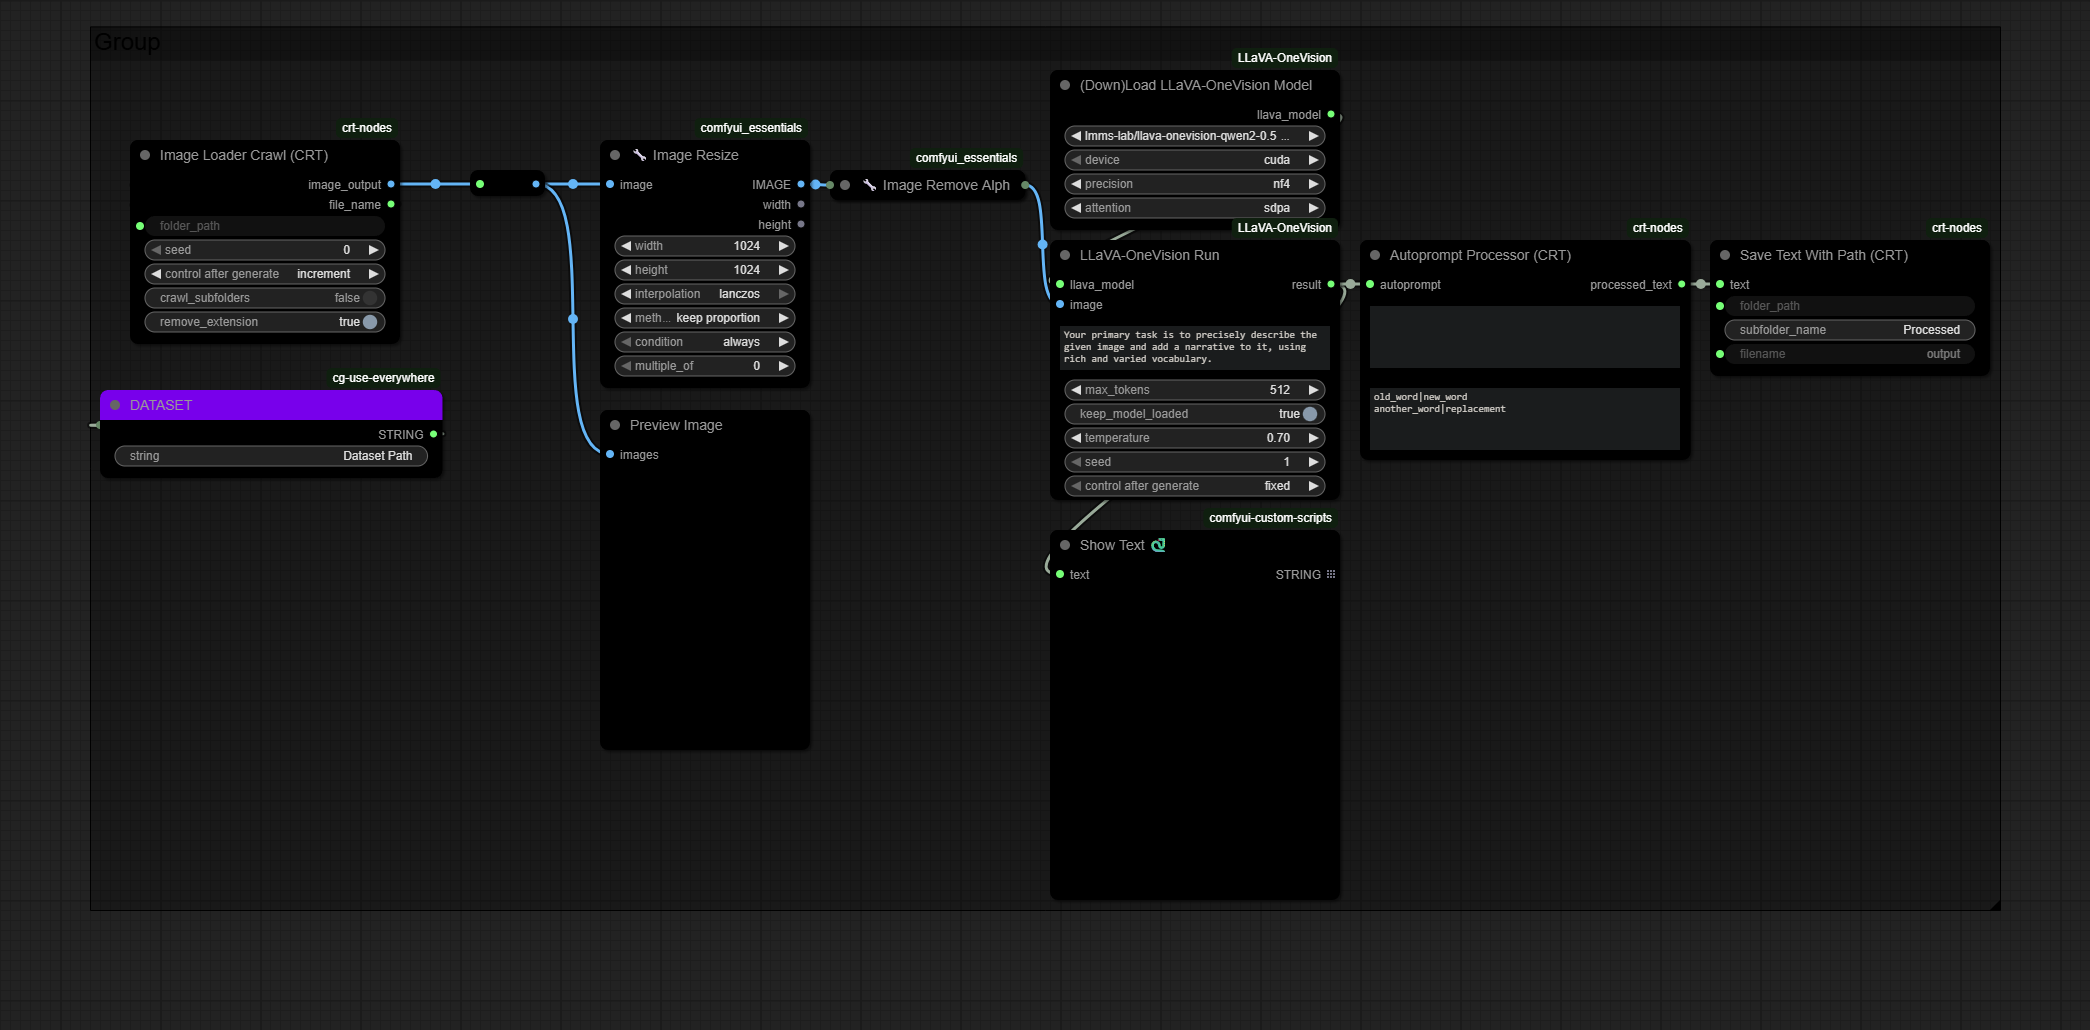 Group
crt-nodes
Image Loader Crawl (CRT)
image_output
file_name
folder_path
seed 0
control after generate increment
crawl_subfolders false
remove_extension true
cg-use-everywhere
DATASET
STRING
string Dataset Path
comfyui_essentials
Image Resize
image IMAGE
width
height
width 1024
height 1024
interpolation lanczos
meth... keep proportion
condition always
multiple_of 0
Preview Image
images
comfyui_essentials
Image Remove Alph
LLaVA-OneVision
(Down)Load LLaVA-OneVision Model
llava_model
lmms-lab/llava-onevision-qwen2-0.5 ...
device cuda
precision nf4
attention sdpa
LLaVA-OneVision
LLaVA-OneVision Run
llava_model result
image
Your primary task is to precisely describe the
given image and add a narrative to it, using
rich and varied vocabulary.
max_tokens 512
keep_model_loaded true
temperature 0.70
seed 1
control after generate fixed
comfyui-custom-scripts
Show Text
text STRING
crt-nodes
Autoprompt Processor (CRT)
autoprompt processed_text
old_word|new_word
another_word|replacement
crt-nodes
Save Text With Path (CRT)
text
folder_path
subfolder_name Processed
filename output